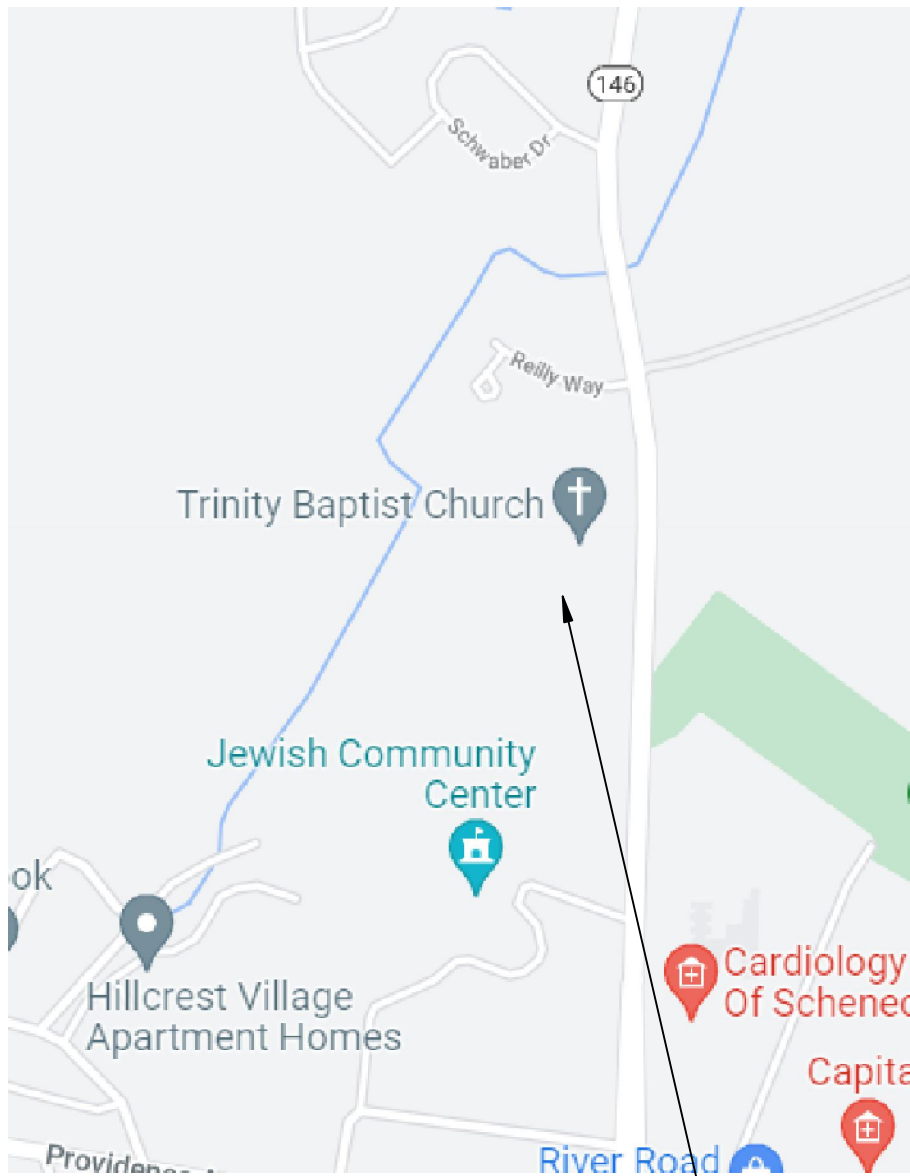 146
Schwaber Dr
Reilly Way
Trinity Baptist Church
Jewish Community
Center
ok
Cardiology
Of Schenec
Hillcrest Village
Apartment Homes
Capita
River Road